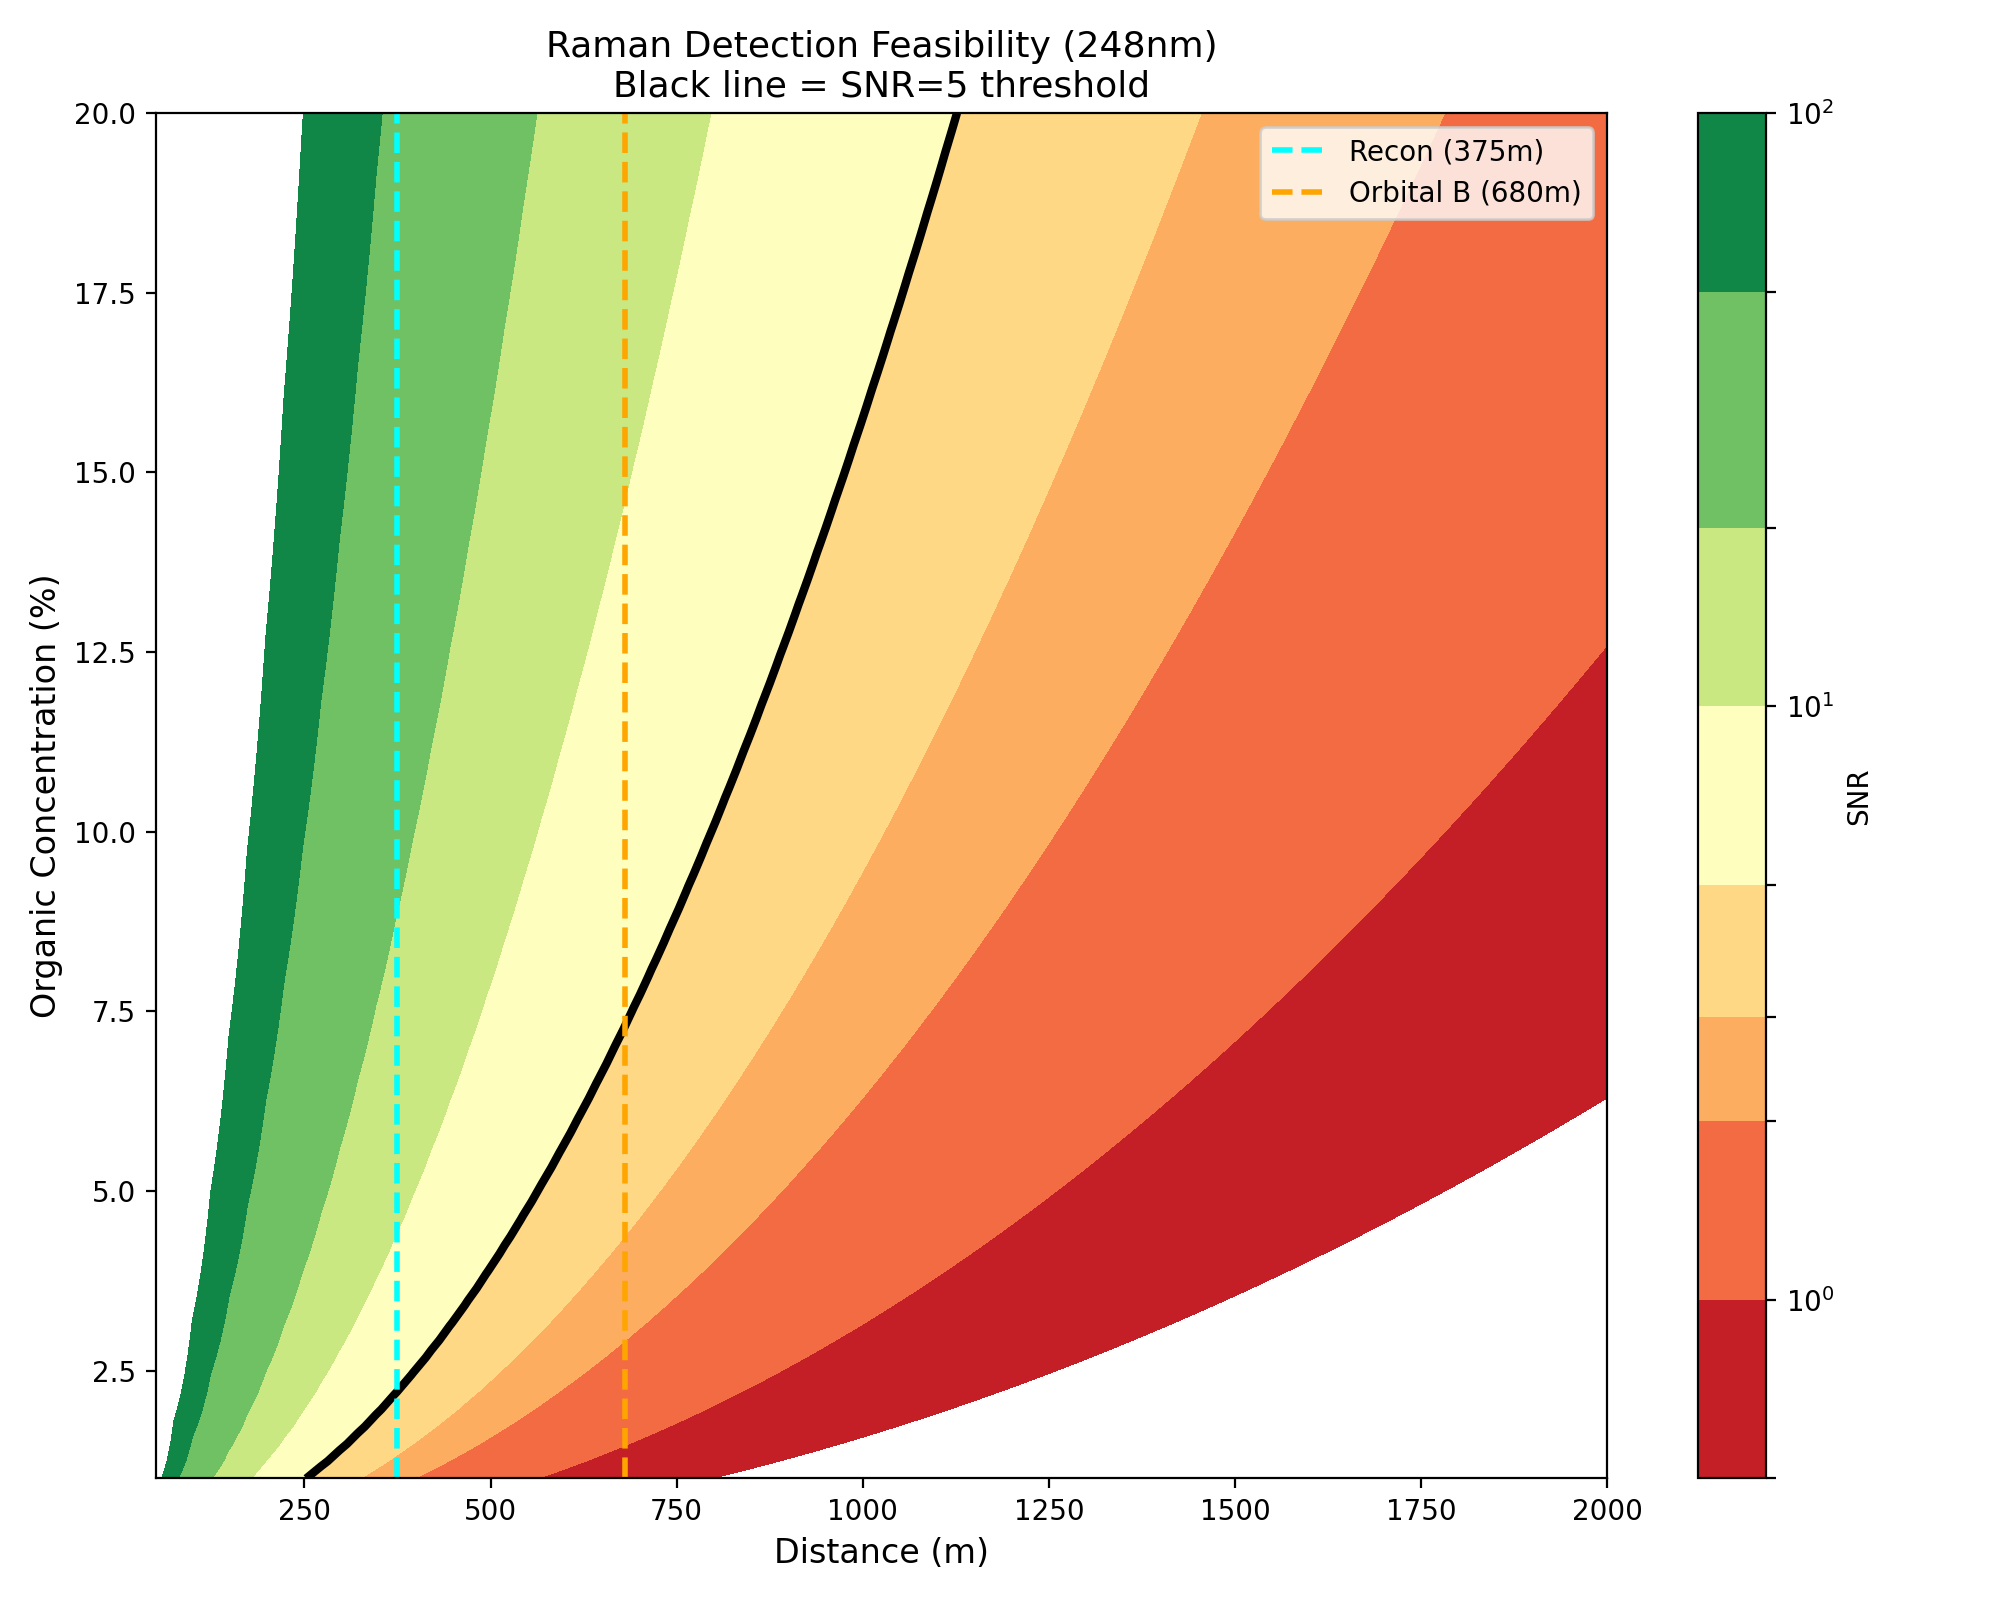 Raman Detection Feasibility (248nm)
Black line = SNR=5 threshold
Recon (375m)
Orbital B (680m)
Organic Concentration (%)
20.0
17.5
15.0
12.5
10.0
7.5
5.0
2.5
250 500 750 1000 1250 1500 1750 2000
Distance (m)
10²
10¹
10⁰
SNR